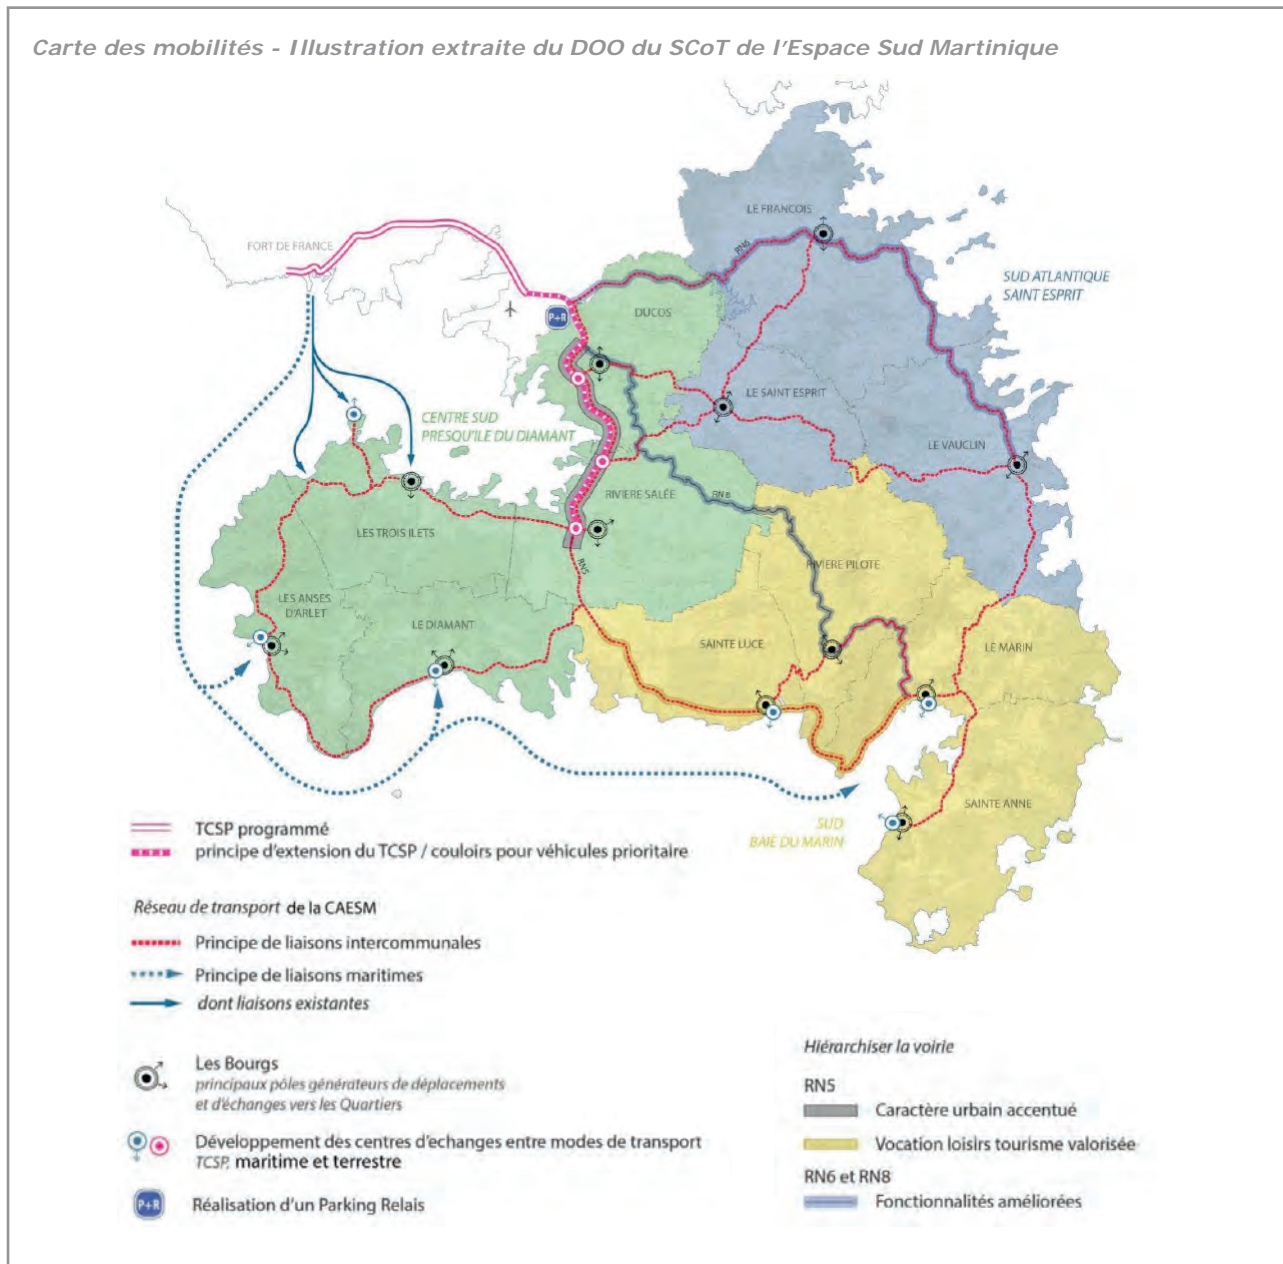 Carte des mobilités - Illustration extraite du DOO du SCoT de l'Espace Sud Martinique
LE FRANCOIS
FORT DE FRANCE
RN6
SUD ATLANTIQUE
SAINT ESPRIT
P+R
DUCOS
LE SAINT ESPRIT
CENTRE SUD
PRESQU'ILE DU DIAMANT
LE VAUCLIN
RIVIERE SALÉE
RN 8
LES TROIS ILETS
RN5
RIVIERE PILOTE
LES ANSES
D'ARLET
LE DIAMANT
SAINTE LUCE
LE MARIN
SAINTE ANNE
SUD
BAIE DU MARIN
TCSP programmé
principe d'extension du TCSP / couloirs pour véhicules prioritaire
Réseau de transport de la CAESM
Principe de liaisons intercommunales
Principe de liaisons maritimes
dont liaisons existantes
Les Bourgs
principaux pôles générateurs de déplacements
et d'échanges vers les Quartiers
Développement des centres d'echanges entre modes de transport
TCSP, maritime et terrestre
P+R
Réalisation d'un Parking Relais
Hiérarchiser la voirie
RN5
Caractère urbain accentué
Vocation loisirs tourisme valorisée
RN6 et RN8
Fonctionnalités améliorées